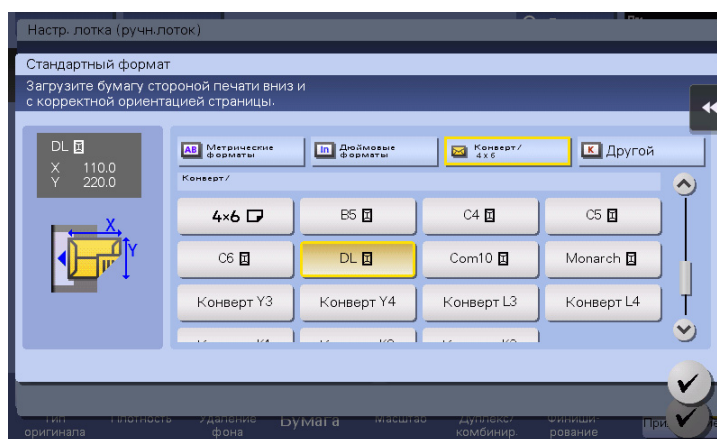 Настр. лотка (ручн.лоток)
Стандартный формат
Загрузите бумагу стороной печати вниз и
с корректной ориентацией страницы.
DL
X 110.0
Y 220.0
X
Y
AB Метрические форматы
In Дюймовые форматы
Конверт/ 4x6
K Другой
Конверт/
4×6
B5
C4
C5
C6
DL
Com10
Monarch
Конверт Y3
Конверт Y4
Конверт L3
Конверт L4
Тип оригинала
Плотность
Удаление фона
Бумага
Масштаб
Дуплекс/ комбинир.
Финиши- рование